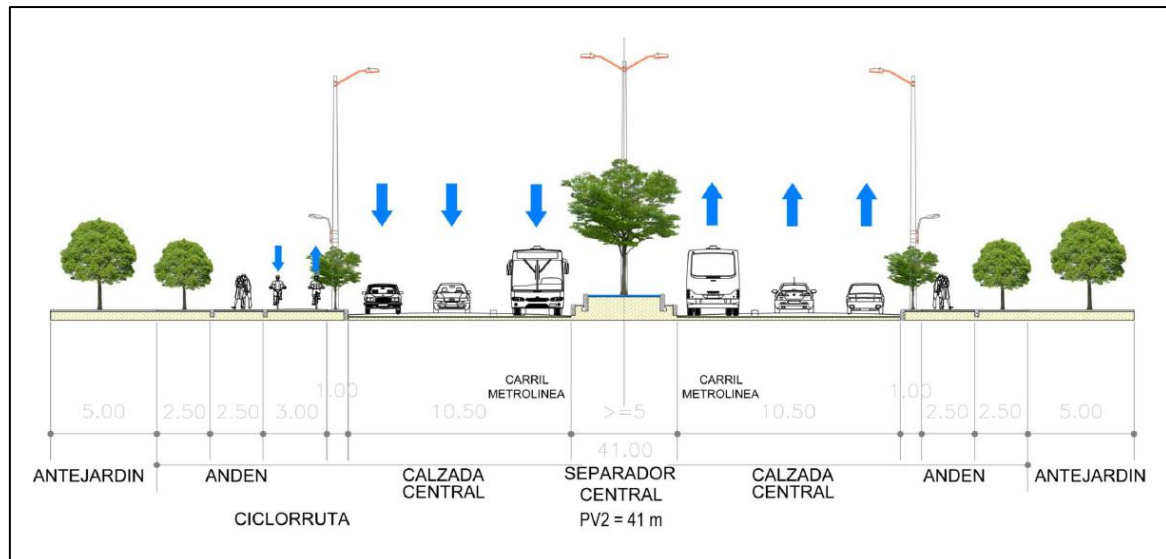 CARRIL
METROLINEA
CARRIL
METROLINEA
5.00
2.50
2.50
3.00
1.00
10.50
>=5
10.50
1.00
2.50
2.50
5.00
41.00
ANTEJARDIN
ANDEN
CALZADA
CENTRAL
SEPARADOR
CENTRAL
CALZADA
CENTRAL
ANDEN
ANTEJARDIN
CICLORRUTA
PV2 = 41 m